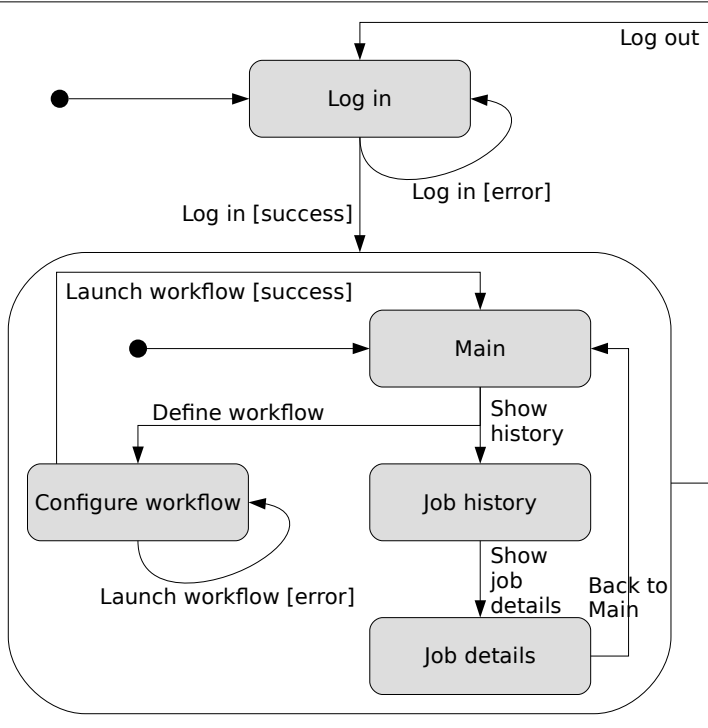 Log out
Log in
Log in [error]
Log in [success]
Launch workflow [success]
Main
Define workflow
Show
history
Configure workflow
Job history
Launch workflow [error]
Show
job
details
Back to
Main
Job details